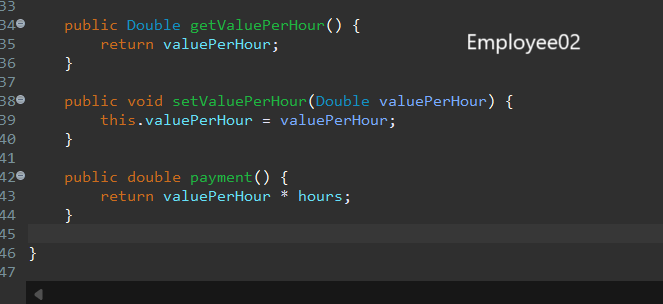 33
34 public Double getValuePerHour() {
35 return valuePerHour;
Employee02
36 }
37
38 public void setValuePerHour(Double valuePerHour) {
39 this.valuePerHour = valuePerHour;
40 }
41
42 public double payment() {
43 return valuePerHour * hours;
44 }
45
46 }
47